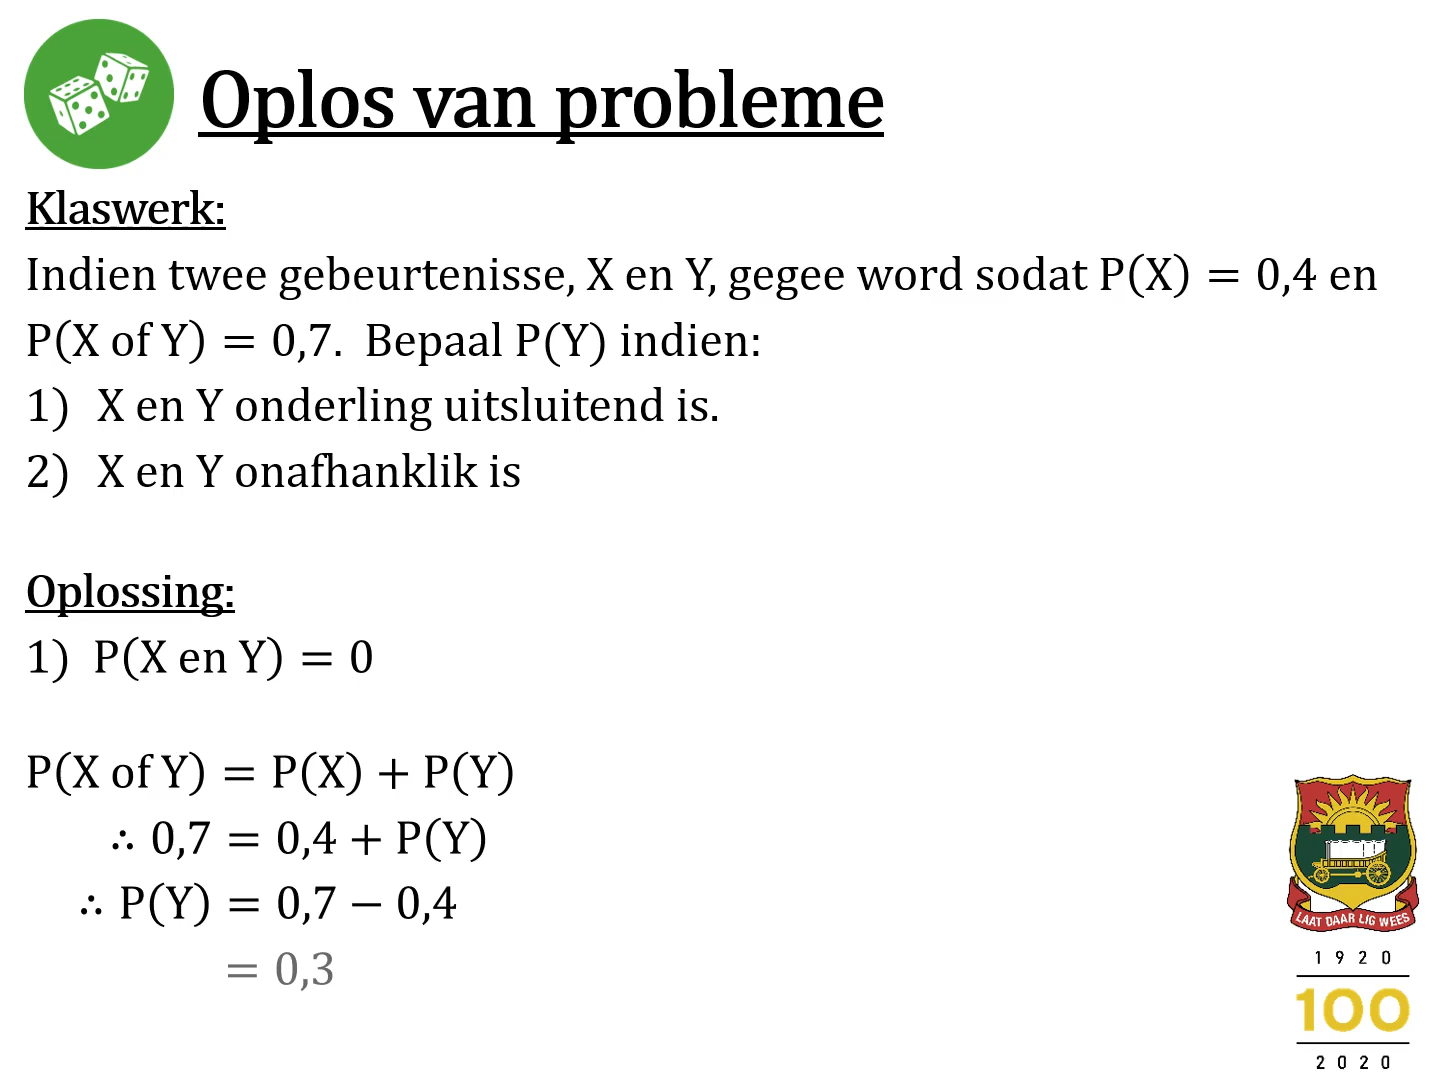 Oplos van probleme
Klaswerk:
Indien twee gebeurtenisse, X en Y, gegee word sodat P(X) = 0,4 en
P(X of Y) = 0,7. Bepaal P(Y) indien:
1) X en Y onderling uitsluitend is.
2) X en Y onafhanklik is
Oplossing:
1) P(X en Y) = 0
P(X of Y) = P(X) + P(Y)
∴ 0,7 = 0,4 + P(Y)
∴ P(Y) = 0,7 − 0,4
= 0,3
LAAT DAAR LIG WEES
1920
100
2020